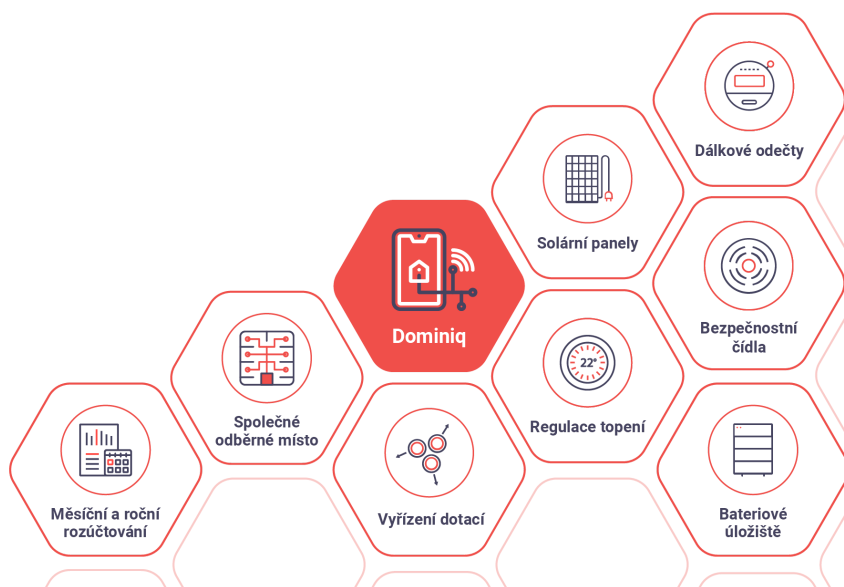 Dálkové odečty
Solární panely
Dominiq
Bezpečnostní
čidla
22°
Regulace topení
Společné
odběrné místo
Měsíční a roční
rozúčtování
Vyřízení dotací
Bateriové
úložiště